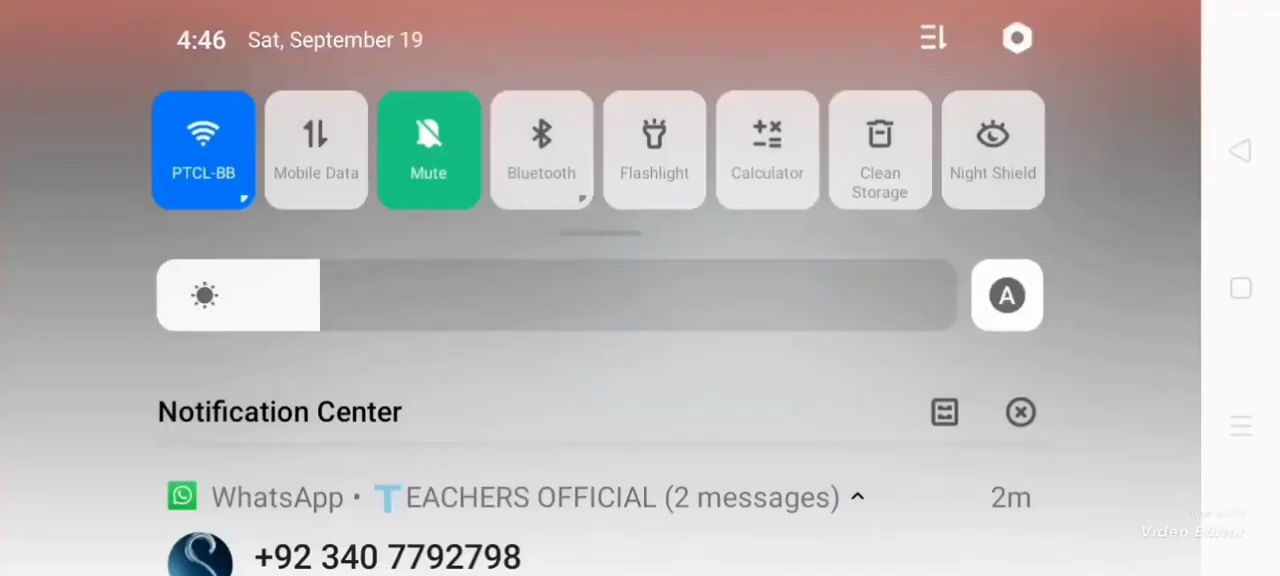 4:46 Sat, September 19
PTCL-BB Mobile Data Mute Bluetooth Flashlight Calculator Clean Storage Night Shield
A
Notification Center
WhatsApp • TEACHERS OFFICIAL (2 messages) 2m
+92 340 7792798
Video Editor